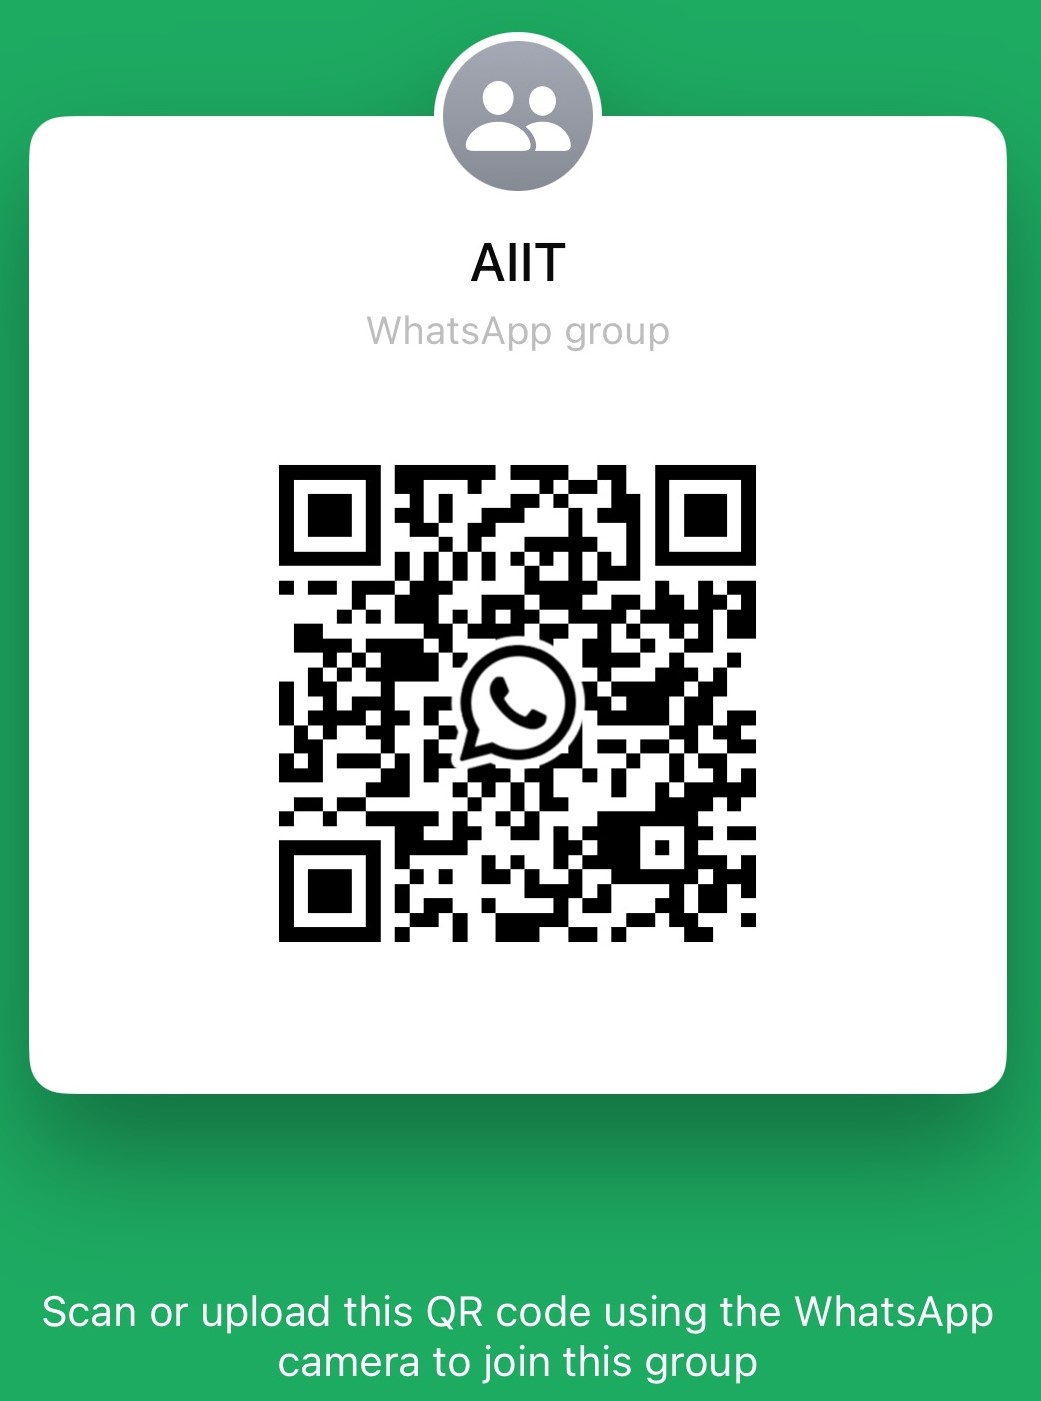 AIIT
WhatsApp group
Scan or upload this QR code using the WhatsApp
camera to join this group